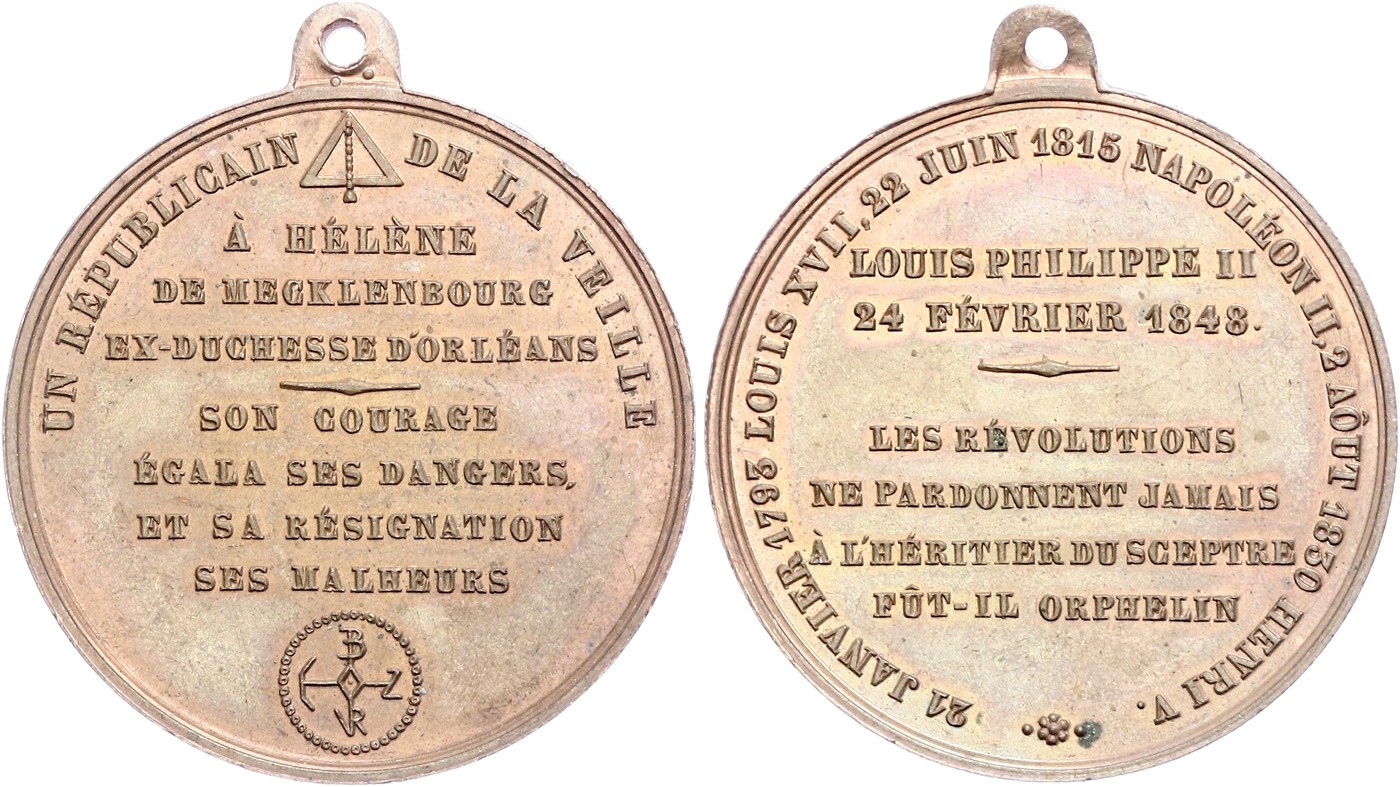 UN RÉPUBLICAIN DE LA VEILLE
À HÉLÈNE
DE MECKLENBOURG
EX-DUCHESSE D'ORLÉANS
SON COURAGE
ÉGALA SES DANGERS,
ET SA RÉSIGNATION
SES MALHEURS
B
Z
VR
21 JANVIER 1793 LOUIS XVII, 22 JUIN 1815 NAPOLÉON II, 2 AÔUT 1830 HENRI V.
LOUIS PHILIPPE II
24 FÉVRIER 1848.
LES RÉVOLUTIONS
NE PARDONNENT JAMAIS
À L'HÉRITIER DU SCEPTRE
FÛT-IL ORPHELIN